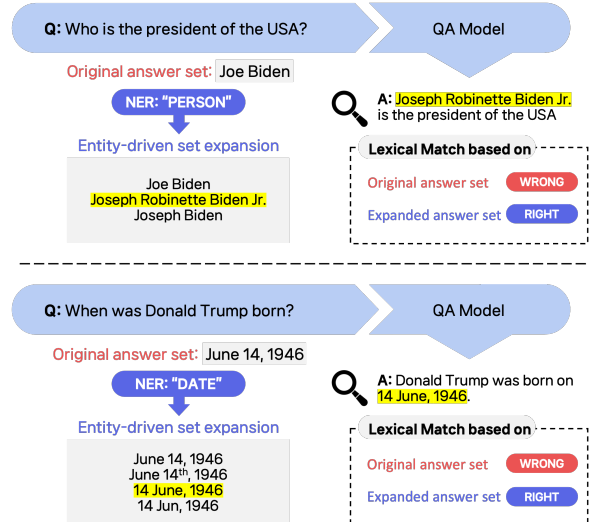 Q: Who is the president of the USA?
QA Model
Original answer set: Joe Biden
NER: "PERSON"
Entity-driven set expansion
Joe Biden
Joseph Robinette Biden Jr.
Joseph Biden
A: Joseph Robinette Biden Jr.
is the president of the USA
Lexical Match based on
Original answer set WRONG
Expanded answer set RIGHT
Q: When was Donald Trump born?
QA Model
Original answer set: June 14, 1946
NER: "DATE"
Entity-driven set expansion
June 14, 1946
June 14th, 1946
14 June, 1946
14 Jun, 1946
A: Donald Trump was born on
14 June, 1946.
Lexical Match based on
Original answer set WRONG
Expanded answer set RIGHT